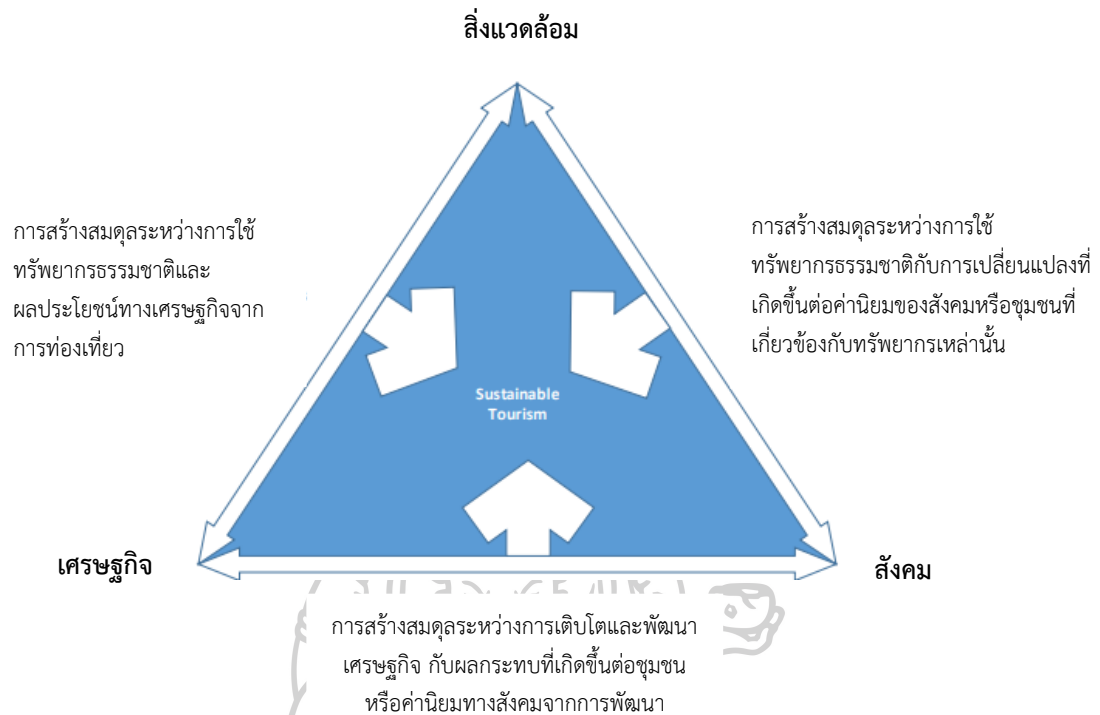 สิ่งแวดล้อม
การสร้างสมดุลระหว่างการใช้
ทรัพยากรธรรมชาติและ
ผลประโยชน์ทางเศรษฐกิจจาก
การท่องเที่ยว
การสร้างสมดุลระหว่างการใช้
ทรัพยากรธรรมชาติกับการเปลี่ยนแปลงที่
เกิดขึ้นต่อค่านิยมของสังคมหรือชุมชนที่
เกี่ยวข้องกับทรัพยากรเหล่านั้น
Sustainable
Tourism
เศรษฐกิจ
สังคม
การสร้างสมดุลระหว่างการเติบโตและพัฒนา
เศรษฐกิจ กับผลกระทบที่เกิดขึ้นต่อชุมชน
หรือค่านิยมทางสังคมจากการพัฒนา